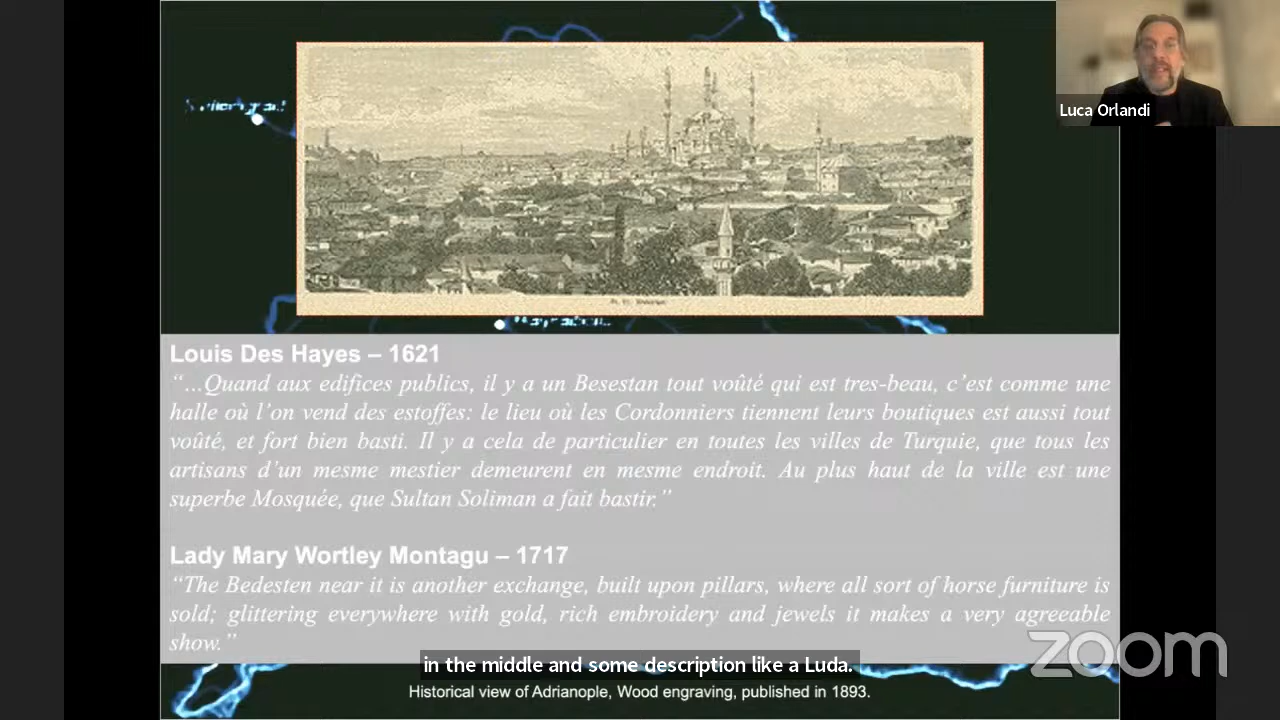 Luca Orlandi
Louis Des Hayes – 1621
“...Quand aux edifices publics, il y a un Besestan tout voûté qui est tres-beau, c’est comme une
halle où l’on vend des estoffes: le lieu où les Cordonniers tiennent leurs boutiques est aussi tout
voûté, et fort bien basti. Il y a cela de particulier en toutes les villes de Turquie, que tous les
artisans d’un mesme mestier demeurent en mesme endroit. Au plus haut de la ville est une
superbe Mosquée, que Sultan Soliman a fait bastir.”
Lady Mary Wortley Montagu – 1717
“The Bedesten near it is another exchange, built upon pillars, where all sort of horse furniture is
sold; glittering everywhere with gold, rich embroidery and jewels it makes a very agreeable
show.”
zoom
in the middle and some description like a Luda.
Historical view of Adrianople, Wood engraving, published in 1893.